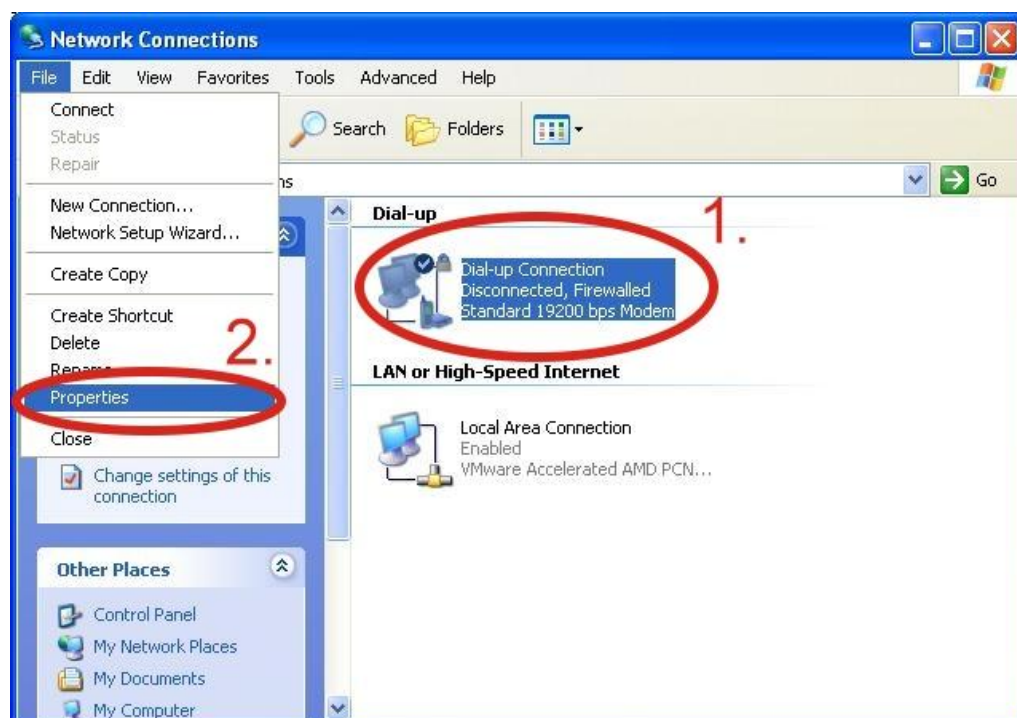 Network Connections
File Edit View Favorites Tools Advanced Help
Connect
Status
Repair
New Connection...
Network Setup Wizard...
Create Copy
Create Shortcut
Delete
Rename
Properties
Close
Search Folders
ns
Go
Dial-up
1.
Dial-up Connection
Disconnected, Firewalled
Standard 19200 bps Modem
2.
LAN or High-Speed Internet
Local Area Connection
Enabled
VMware Accelerated AMD PCN...
Change settings of this
connection
Other Places
Control Panel
My Network Places
My Documents
My Computer